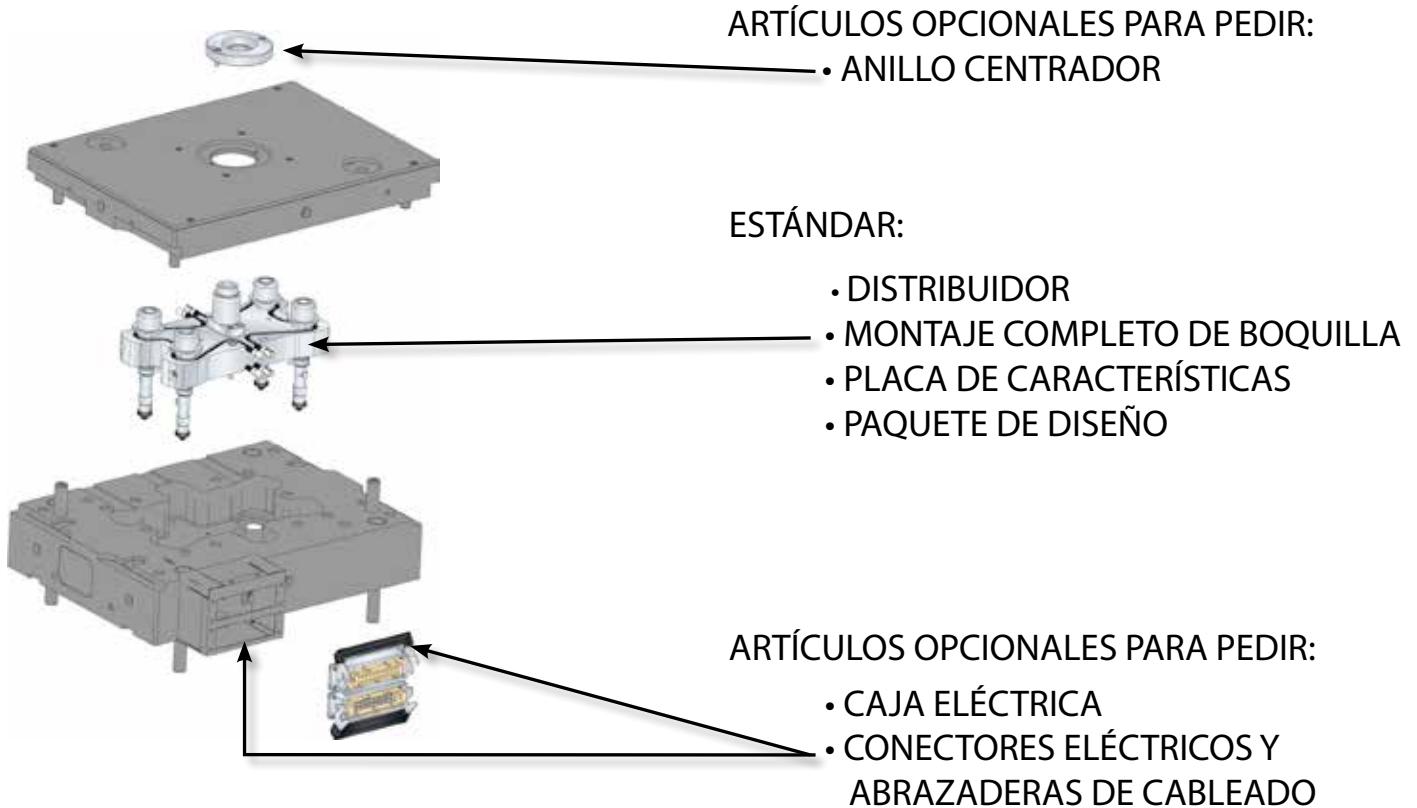 ARTÍCULOS OPCIONALES PARA PEDIR:
• ANILLO CENTRADOR
ESTÁNDAR:
• DISTRIBUIDOR
• MONTAJE COMPLETO DE BOQUILLA
• PLACA DE CARACTERÍSTICAS
• PAQUETE DE DISEÑO
ARTÍCULOS OPCIONALES PARA PEDIR:
• CAJA ELÉCTRICA
• CONECTORES ELÉCTRICOS Y
ABRAZADERAS DE CABLEADO